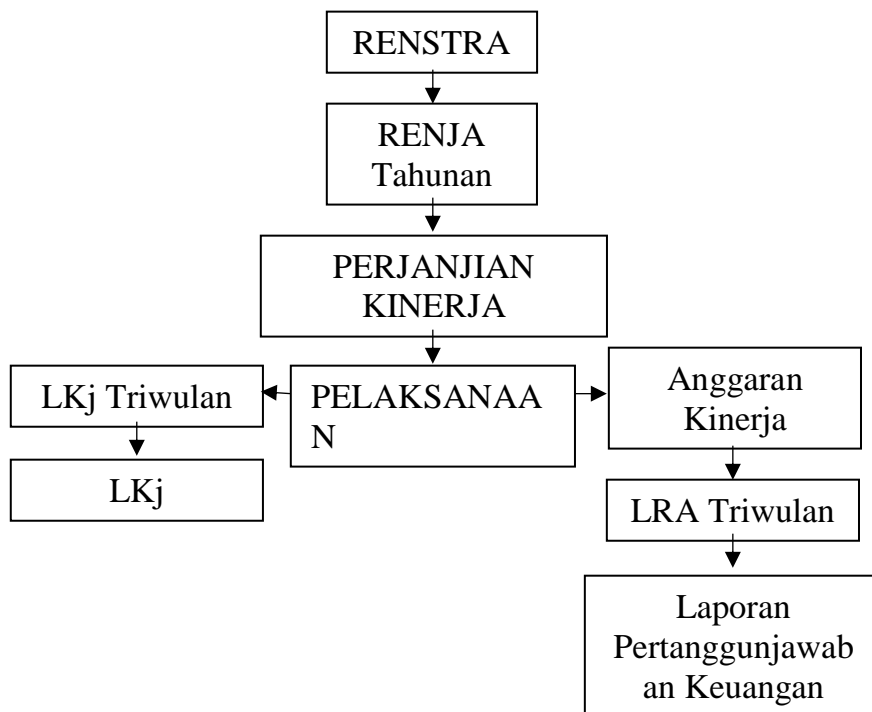 RENSTRA
RENJA
Tahunan
PERJANJIAN
KINERJA
LKj Triwulan
PELAKSANAA
N
Anggaran
Kinerja
LKj
LRA Triwulan
Laporan
Pertanggunjawab
an Keuangan